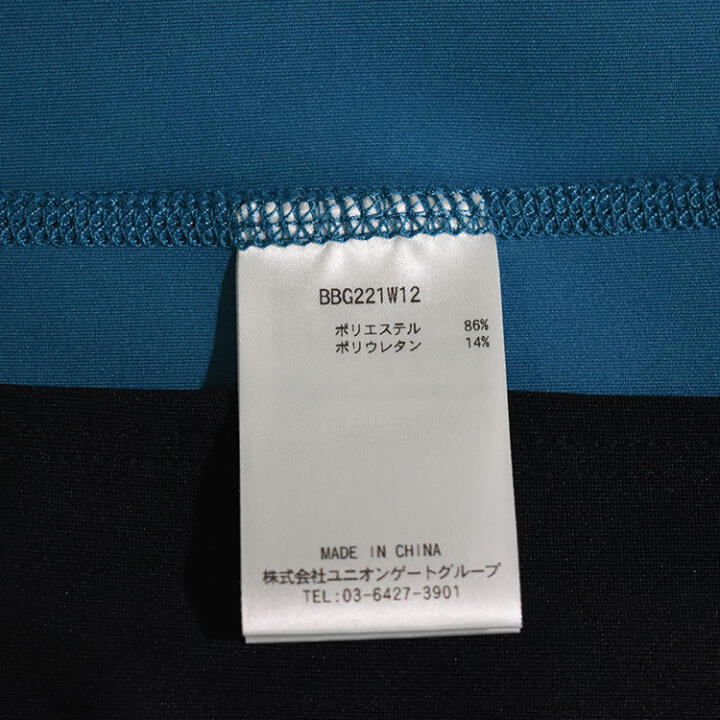 BBG221W12
ポリエステル 86%
ポリウレタン 14%
MADE IN CHINA
株式会社ユニオンゲートグループ
TEL:03-6427-3901